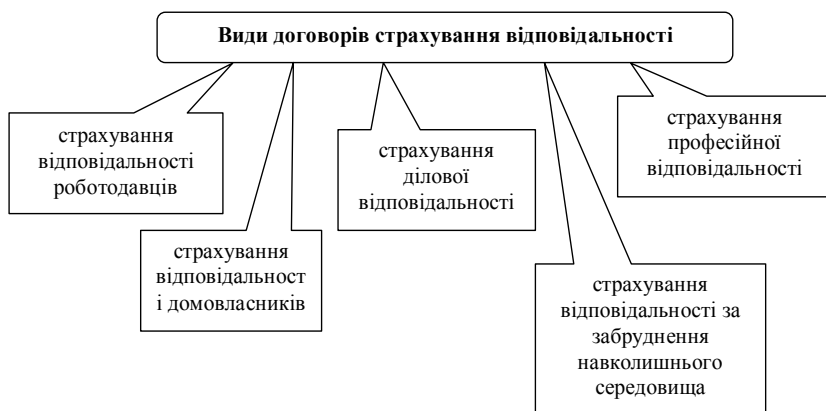 Види договорів страхування відповідальності
страхування
відповідальності
роботодавців
страхування
відповідальност
і домовласників
страхування
ділової
відповідальності
страхування
відповідальності за
забруднення
навколишнього
середовища
страхування
професійної
відповідальності